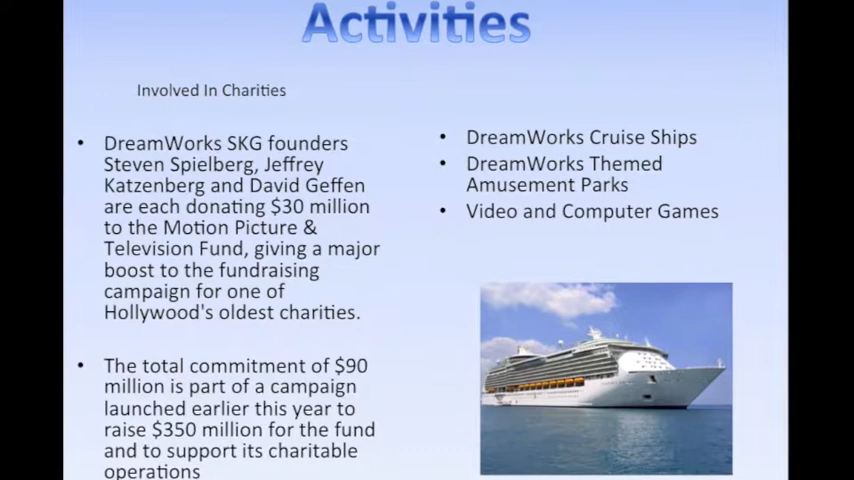 Activities
Involved In Charities
• DreamWorks SKG founders
Steven Spielberg, Jeffrey
Katzenberg and David Geffen
are each donating $30 million
to the Motion Picture &
Television Fund, giving a major
boost to the fundraising
campaign for one of
Hollywood's oldest charities.
• The total commitment of $90
million is part of a campaign
launched earlier this year to
raise $350 million for the fund
and to support its charitable
operations
• DreamWorks Cruise Ships
• DreamWorks Themed
Amusement Parks
• Video and Computer Games